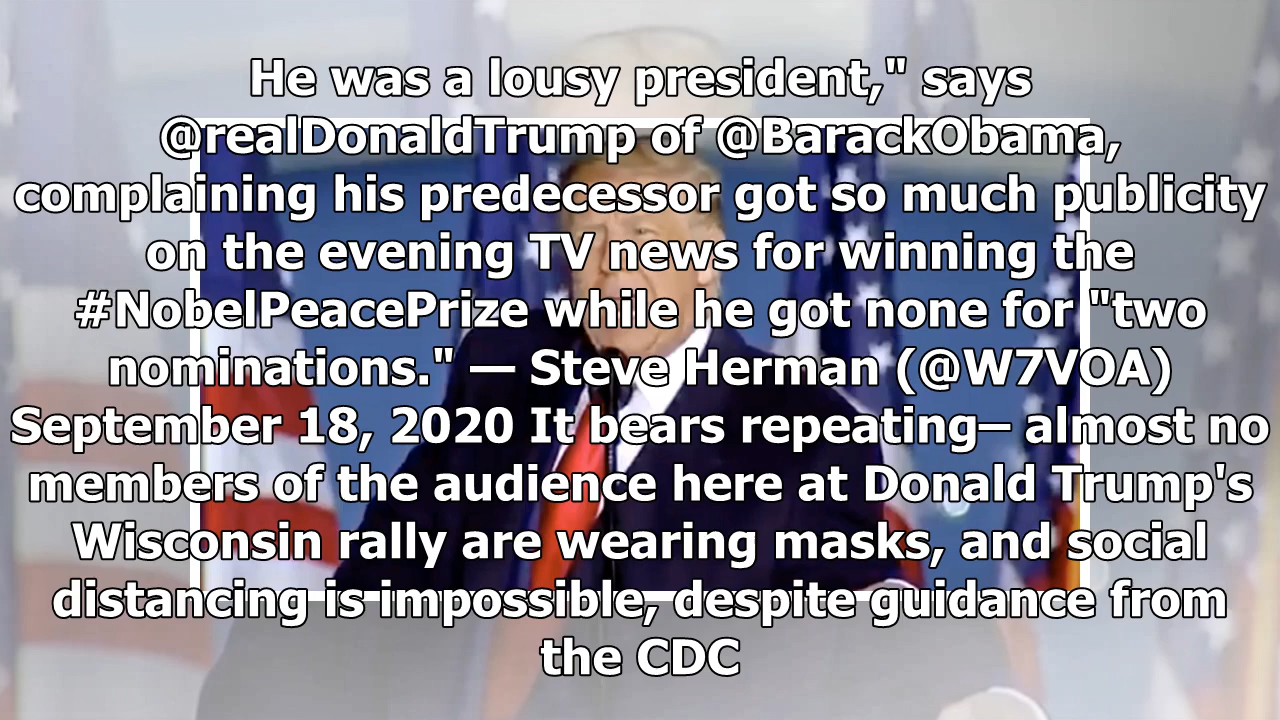 He was a lousy president," says
@realDonaldTrump of @BarackObama,
complaining his predecessor got so much publicity
on the evening TV news for winning the
#NobelPeacePrize while he got none for "two
nominations." — Steve Herman (@W7VOA)
September 18, 2020 It bears repeating— almost no
members of the audience here at Donald Trump's
Wisconsin rally are wearing masks, and social
distancing is impossible, despite guidance from
the CDC